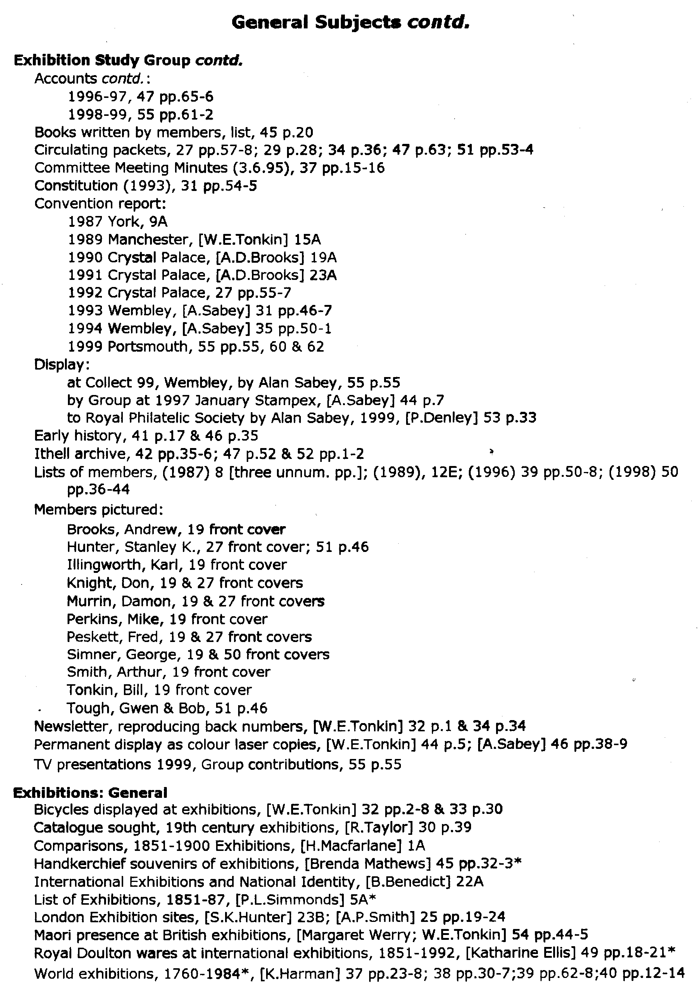 General Subjects contd.
Exhibition Study Group contd.
Accounts contd.:
1996-97, 47 pp.65-6
1998-99, 55 pp.61-2
Books written by members, list, 45 p.20
Circulating packets, 27 pp.57-8; 29 p.28; 34 p.36; 47 p.63; 51 pp.53-4
Committee Meeting Minutes (3.6.95), 37 pp.15-16
Constitution (1993), 31 pp.54-5
Convention report:
1987 York, 9A
1989 Manchester, [W.E.Tonkin] 15A
1990 Crystal Palace, [A.D.Brooks] 19A
1991 Crystal Palace, [A.D.Brooks] 23A
1992 Crystal Palace, 27 pp.55-7
1993 Wembley, [A.Sabey] 31 pp.46-7
1994 Wembley, [A.Sabey] 35 pp.50-1
1999 Portsmouth, 55 pp.55, 60 & 62
Display:
at Collect 99, Wembley, by Alan Sabey, 55 p.55
by Group at 1997 January Stampex, [A.Sabey] 44 p.7
to Royal Philatelic Society by Alan Sabey, 1999, [P.Denley] 53 p.33
Early history, 41 p.17 & 46 p.35
Ithell archive, 42 pp.35-6; 47 p.52 & 52 pp.1-2
Lists of members, (1987) 8 [three unnum. pp.]; (1989), 12E; (1996) 39 pp.50-8; (1998) 50
pp.36-44
Members pictured:
Brooks, Andrew, 19 front cover
Hunter, Stanley K., 27 front cover; 51 p.46
Illingworth, Karl, 19 front cover
Knight, Don, 19 & 27 front covers
Murrin, Damon, 19 & 27 front covers
Perkins, Mike, 19 front cover
Peskett, Fred, 19 & 27 front covers
Simner, George, 19 & 50 front covers
Smith, Arthur, 19 front cover
Tonkin, Bill, 19 front cover
Tough, Gwen & Bob, 51 p.46
Newsletter, reproducing back numbers, [W.E.Tonkin] 32 p.1 & 34 p.34
Permanent display as colour laser copies, [W.E.Tonkin] 44 p.5; [A.Sabey] 46 pp.38-9
TV presentations 1999, Group contributions, 55 p.55
Exhibitions: General
Bicycles displayed at exhibitions, [W.E.Tonkin] 32 pp.2-8 & 33 p.30
Catalogue sought, 19th century exhibitions, [R.Taylor] 30 p.39
Comparisons, 1851-1900 Exhibitions, [H.Macfarlane] 1A
Handkerchief souvenirs of exhibitions, [Brenda Mathews] 45 pp.32-3*
International Exhibitions and National Identity, [B.Benedict] 22A
List of Exhibitions, 1851-87, [P.L.Simmonds] 5A*
London Exhibition sites, [S.K.Hunter] 23B; [A.P.Smith] 25 pp.19-24
Maori presence at British exhibitions, [Margaret Werry; W.E.Tonkin] 54 pp.44-5
Royal Doulton wares at international exhibitions, 1851-1992, [Katharine Ellis] 49 pp.18-21*
World exhibitions, 1760-1984*, [K.Harman] 37 pp.23-8; 38 pp.30-7;39 pp.62-8;40 pp.12-14